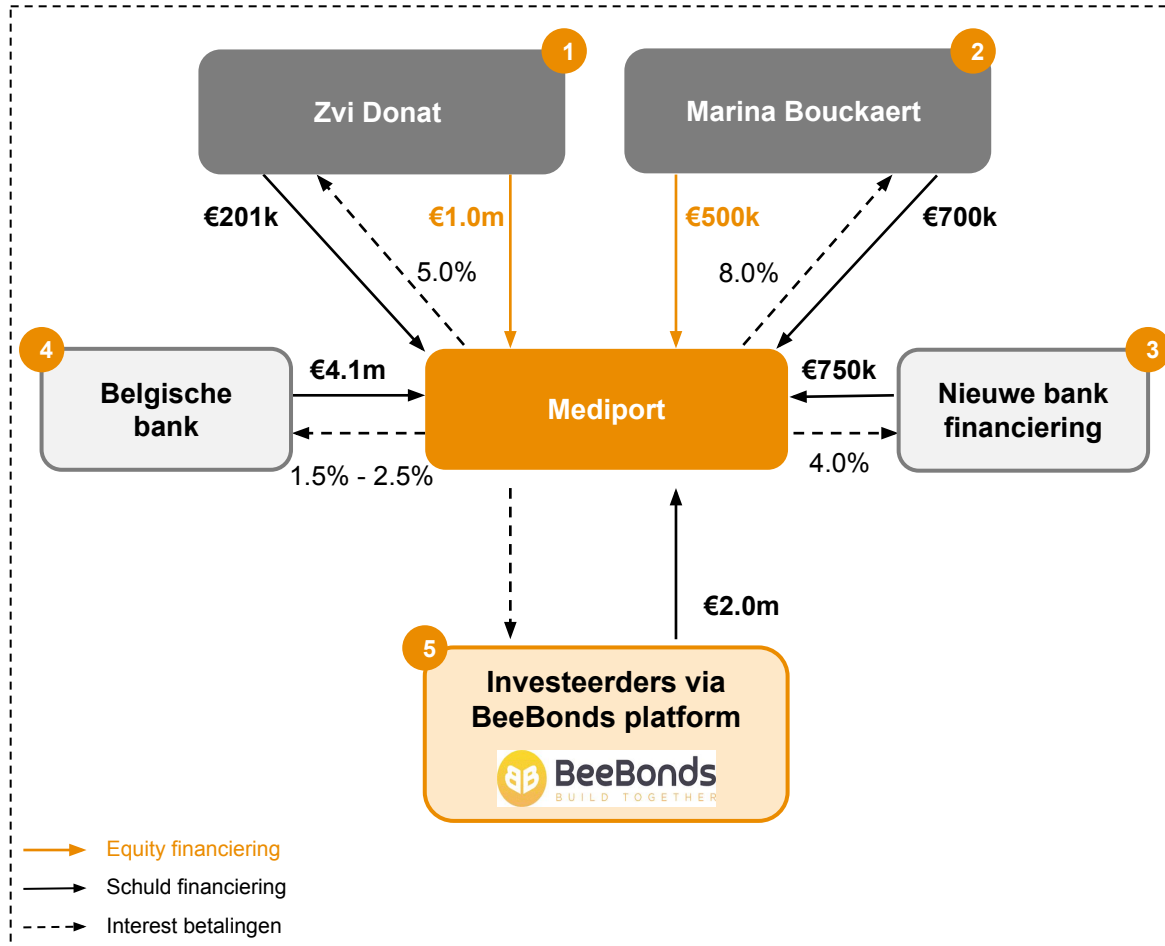 1
2
Zvi Donat
Marina Bouckaert
€201k
€1.0m
€500k
€700k
5.0%
8.0%
4
3
€4.1m
€750k
Belgische
bank
Mediport
Nieuwe bank
financiering
1.5% - 2.5%
4.0%
€2.0m
5
Investeerders via
BeeBonds platform
BeeBonds
BUILD TOGETHER
Equity financiering
Schuld financiering
Interest betalingen